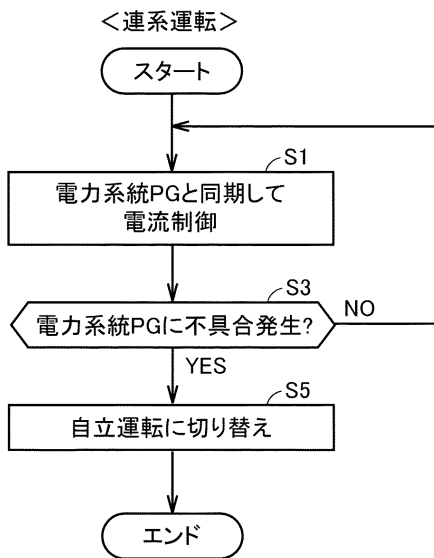 ＜連系運転＞
スタート
S1
電力系統PGと同期して
電流制御
S3
電力系統PGに不具合発生?
NO
YES
S5
自立運転に切り替え
エンド